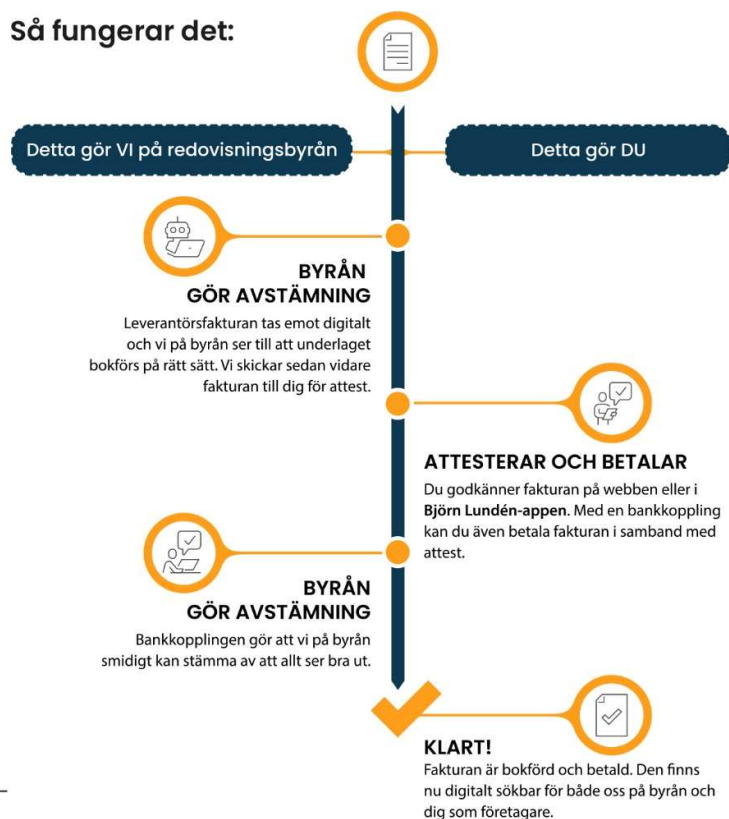 Så fungerar det:
Detta gör VI på redovisningsbyrån
Detta gör DU
BYRÅN
GÖR AVSTÄMNING
Leverantörsfakturan tas emot digitalt
och vi på byrån ser till att underlaget
bokförs på rätt sätt. Vi skickar sedan vidare
fakturan till dig för attest.
ATTESTERAR OCH BETALAR
Du godkänner fakturan på webben eller i
Björn Lundén-appen. Med en bankkoppling
kan du även betala fakturan i samband med
attest.
BYRÅN
GÖR AVSTÄMNING
Bankkopplingen gör att vi på byrån
smidigt kan stämma av att allt ser bra ut.
KLART!
Fakturan är bokförd och betald. Den finns
nu digitalt sökbar för både oss på byrån och
dig som företagare.